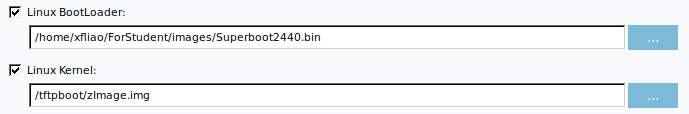 Linux BootLoader:
/home/xfliao/ForStudent/images/Superboot2440.bin
...
Linux Kernel:
/tftpboot/zImage.img
...